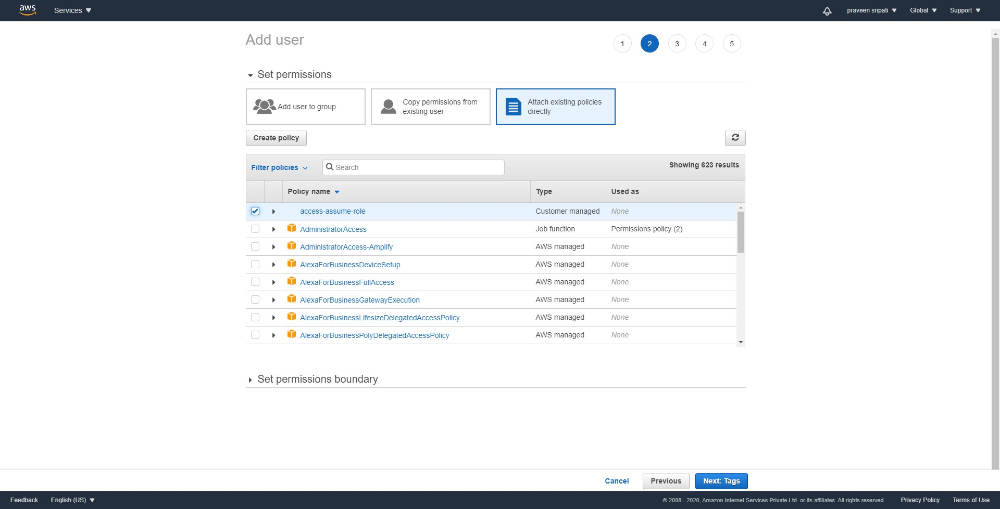 aws Services praveen sripati Global Support
Add user 1 2 3 4 5
Set permissions
Add user to group
Copy permissions from
existing user
Attach existing policies
directly
Create policy
Filter policies Search Showing 623 results
Policy name Type Used as
access-assume-role Customer managed None
AdministratorAccess Job function Permissions policy (2)
AdministratorAccess-Amplify AWS managed None
AlexaForBusinessDeviceSetup AWS managed None
AlexaForBusinessFullAccess AWS managed None
AlexaForBusinessGatewayExecution AWS managed None
AlexaForBusinessLifesizeDelegatedAccessPolicy AWS managed None
AlexaForBusinessPolyDelegatedAccessPolicy AWS managed None
Set permissions boundary
Cancel Previous Next: Tags
Feedback English (US) © 2008 - 2020, Amazon Internet Services Private Ltd. or its affiliates. All rights reserved. Privacy Policy Terms of Use